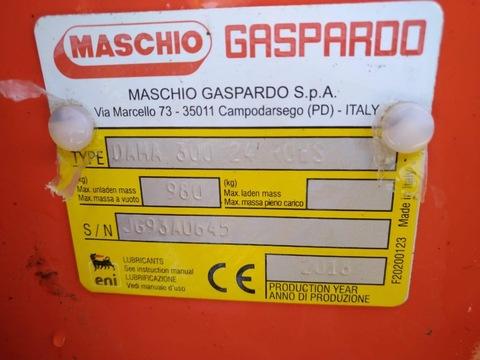 MASCHIO GASPARDO
MASCHIO GASPARDO S.p.A.
Via Marcello 73 - 35011 Campodarsego (PD) - ITALY
TYPE 300 24
(kg)
Max. unladen mass
Max. massa a vuoto
980
(kg)
Max. laden mass
Max. massa pieno carico
S/N
eni
LUBRICANTS
See instruction manual
LUBRIFICAZIONE
Vedi manuale d'uso
CE
PRODUCTION YEAR
ANNO DI PRODUZIONE
F20200123 Made in Italy